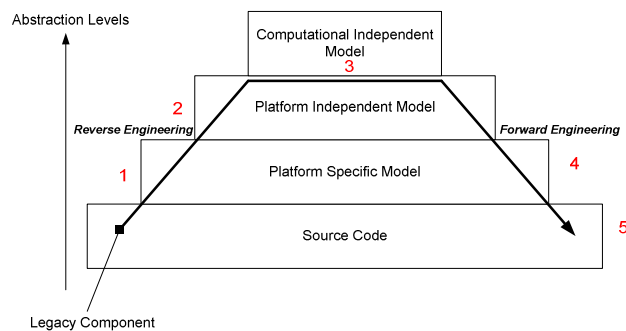 Abstraction Levels
Computational Independent
Model
3
2
Platform Independent Model
Reverse Engineering
Forward Engineering
1
Platform Specific Model
4
Source Code
5
Legacy Component